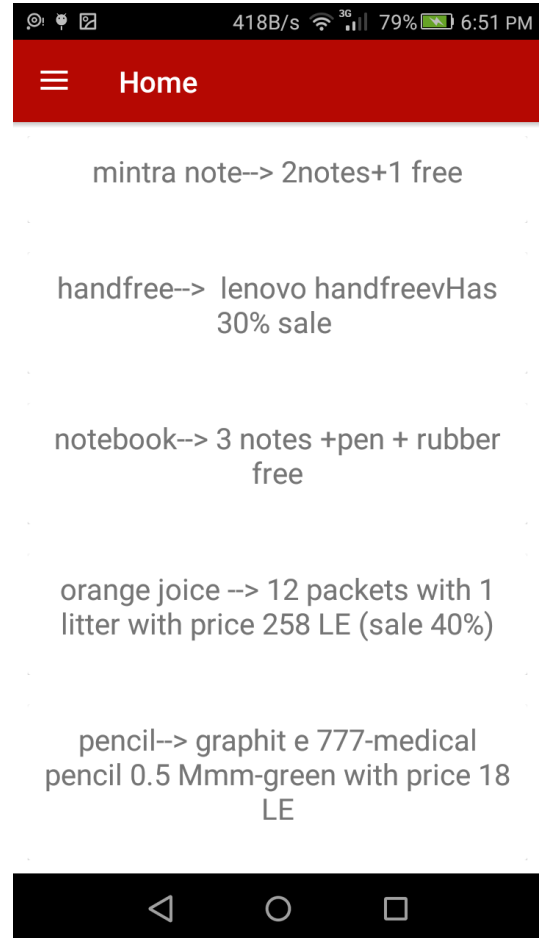 418B/s 3G 79% 6:51 PM
Home
mintra note--> 2notes+1 free
handfree--> lenovo handfreevHas
30% sale
notebook--> 3 notes +pen + rubber
free
orange joice --> 12 packets with 1
litter with price 258 LE (sale 40%)
pencil--> graphit e 777-medical
pencil 0.5 Mmm-green with price 18
LE